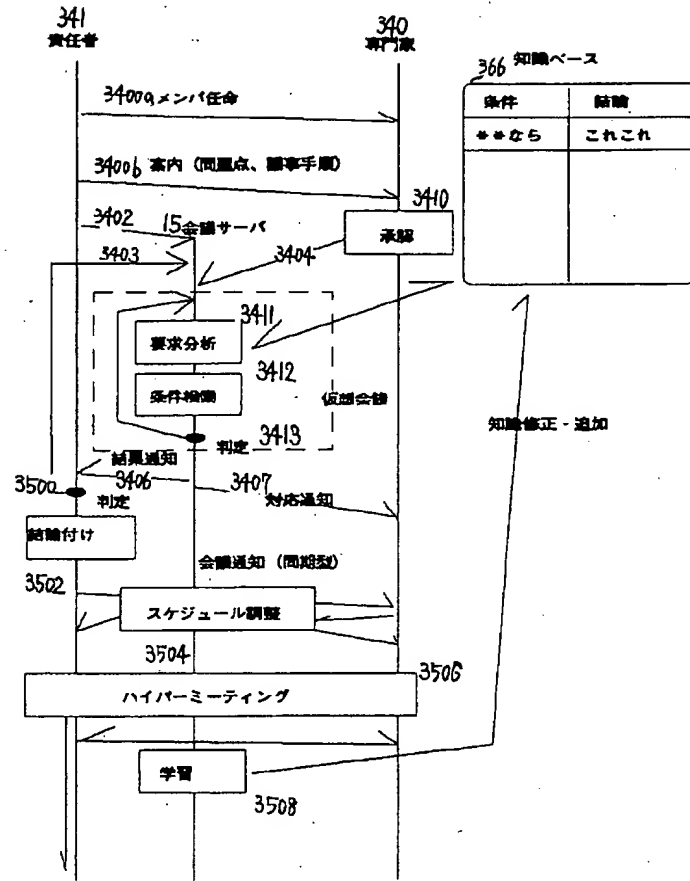 341
責任者
340
専門家
366 知識ベース
条件 結論
**なら これこれ
3400a メンバ任命
3400b 案内 (問題点、議事手順)
3410
承認
3402
15会議サーバ
3403
3404
3411
要求分析
3412
条件検索
仮想会議
3413
判定
知識修正・追加
結果通知
3406
3407
対応通知
3500
判定
結論付け
会議通知 (同期型)
3502
スケジュール調整
3504
3506
ハイパーミーティング
学習
3508